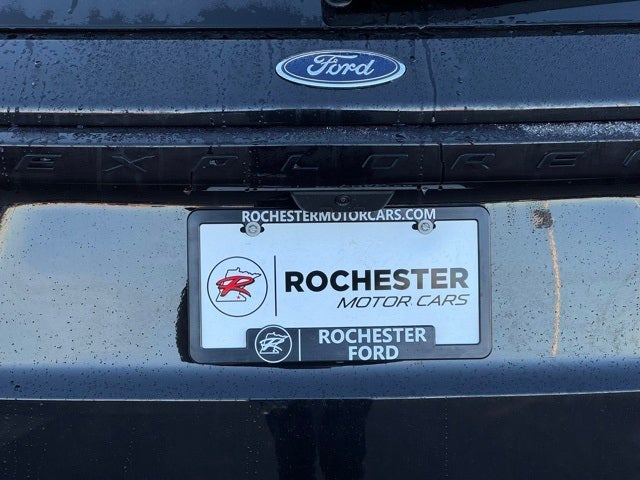 Ford
EXPLORER
ROCHESTERMOTORCARS.COM
R
ROCHESTER
MOTOR CARS
R
ROCHESTER
FORD